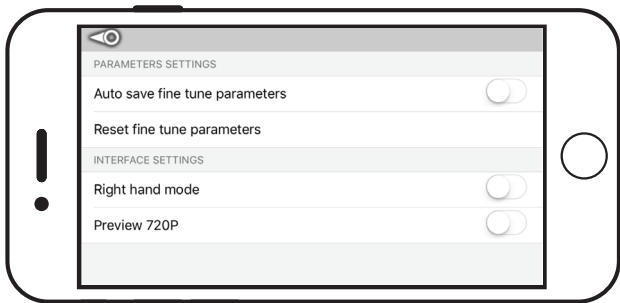 PARAMETERS SETTINGS
Auto save fine tune parameters
Reset fine tune parameters
INTERFACE SETTINGS
Right hand mode
Preview 720P